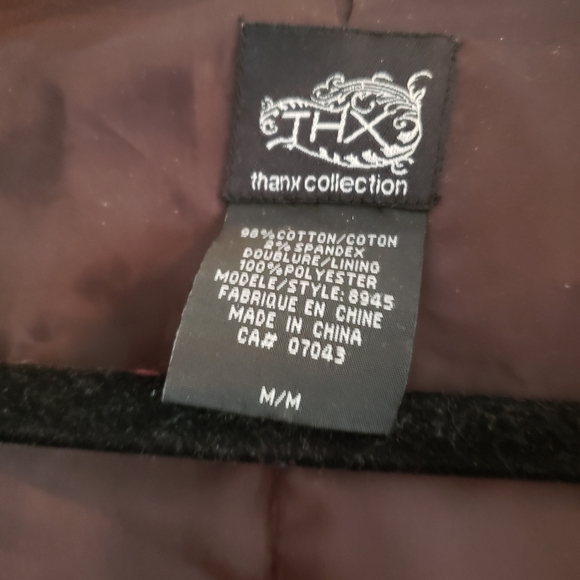 THX
thanx collection
98%COTTON/COTON
2% SPANDEX
DOUBLURE/LINING
100%POLYESTER
MODELE/STYLE: 8945
FABRIQUE EN CHINE
MADE IN CHINA
CA# 07043
M/M